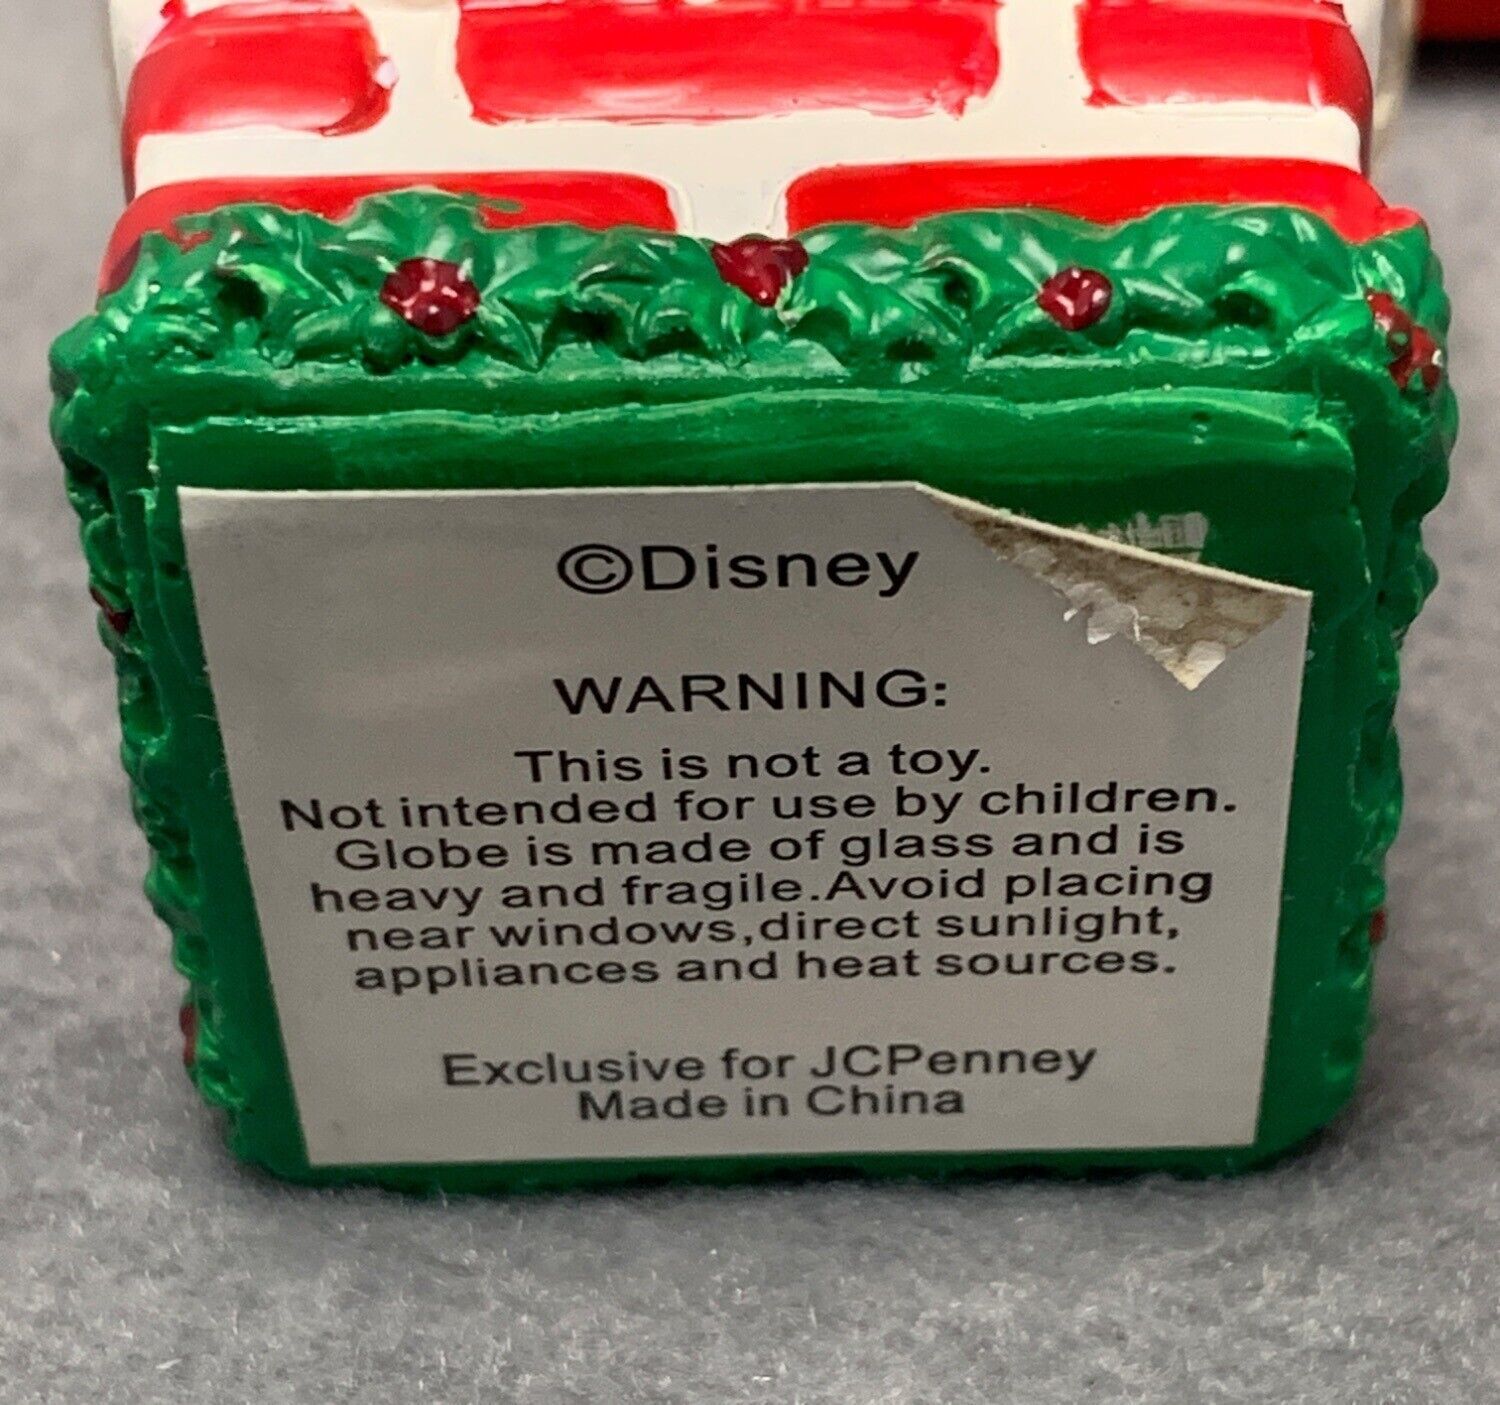 ©Disney
WARNING:
This is not a toy.
Not intended for use by children.
Globe is made of glass and is
heavy and fragile.Avoid placing
near windows,direct sunlight,
appliances and heat sources.
Exclusive for JCPenney
Made in China